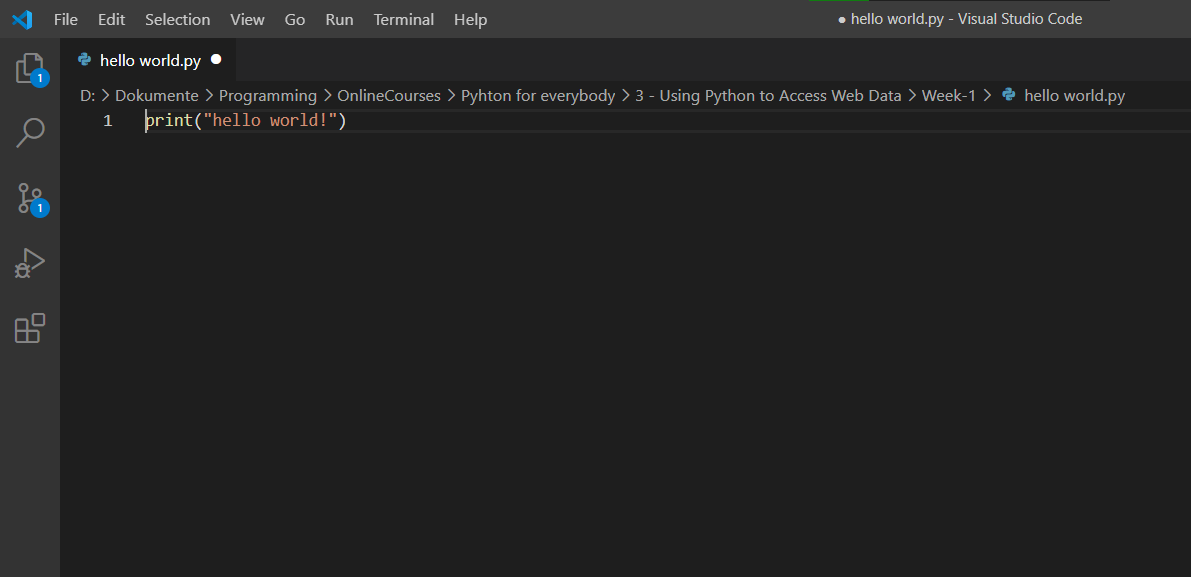 File Edit Selection View Go Run Terminal Help ● hello world.py - Visual Studio Code
hello world.py ●
D: > Dokumente > Programming > OnlineCourses > Pyhton for everybody > 3 - Using Python to Access Web Data > Week-1 > hello world.py
1 print("hello world!")
1
1